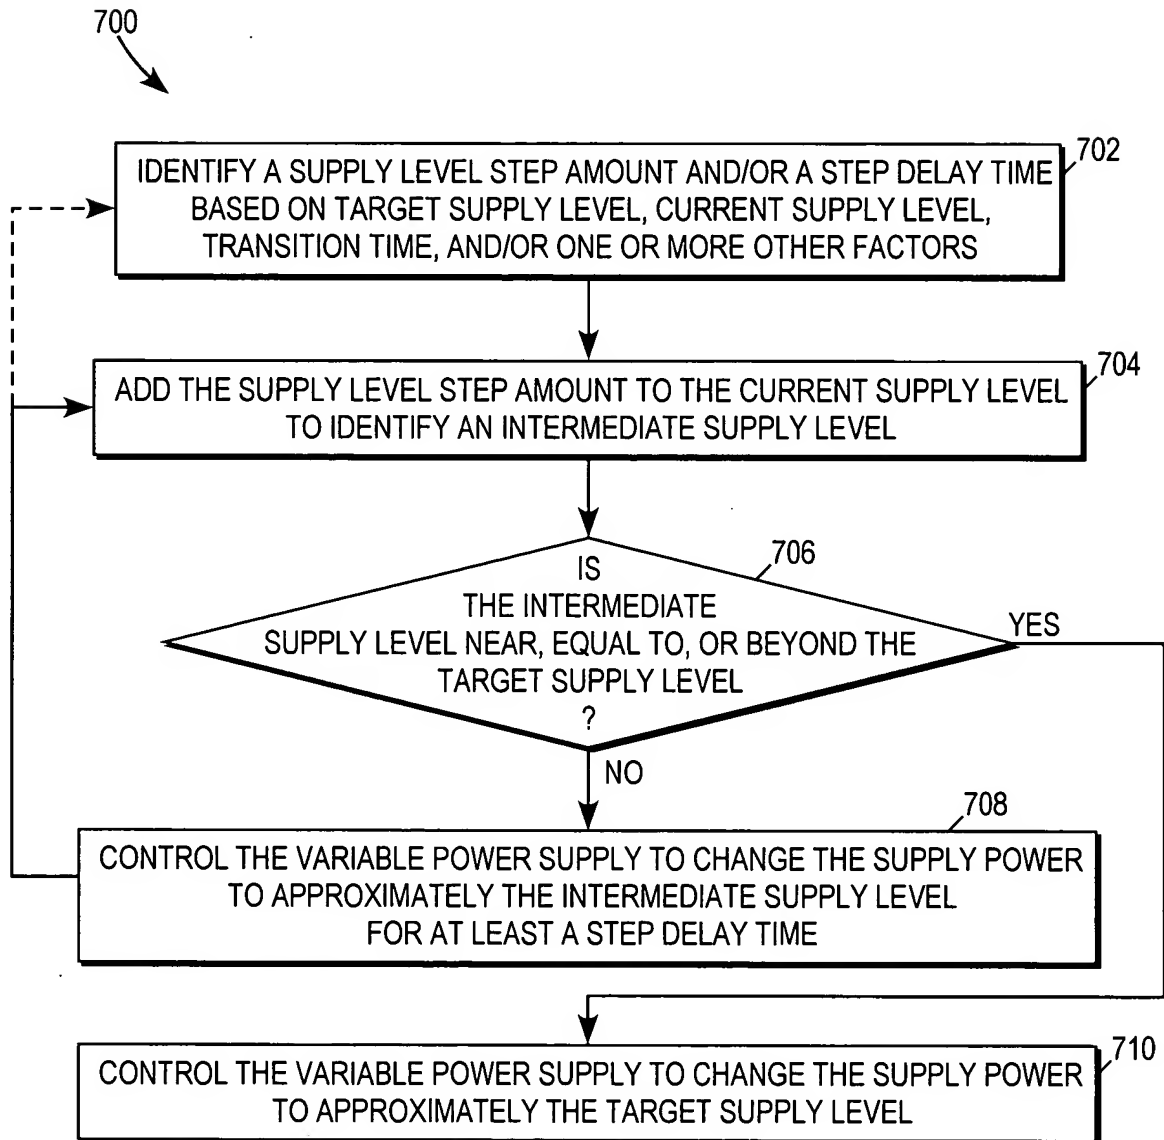 700
702
IDENTIFY A SUPPLY LEVEL STEP AMOUNT AND/OR A STEP DELAY TIME
BASED ON TARGET SUPPLY LEVEL, CURRENT SUPPLY LEVEL,
TRANSITION TIME, AND/OR ONE OR MORE OTHER FACTORS
704
ADD THE SUPPLY LEVEL STEP AMOUNT TO THE CURRENT SUPPLY LEVEL
TO IDENTIFY AN INTERMEDIATE SUPPLY LEVEL
706
IS
THE INTERMEDIATE
SUPPLY LEVEL NEAR, EQUAL TO, OR BEYOND THE
TARGET SUPPLY LEVEL
?
YES
NO
708
CONTROL THE VARIABLE POWER SUPPLY TO CHANGE THE SUPPLY POWER
TO APPROXIMATELY THE INTERMEDIATE SUPPLY LEVEL
FOR AT LEAST A STEP DELAY TIME
710
CONTROL THE VARIABLE POWER SUPPLY TO CHANGE THE SUPPLY POWER
TO APPROXIMATELY THE TARGET SUPPLY LEVEL